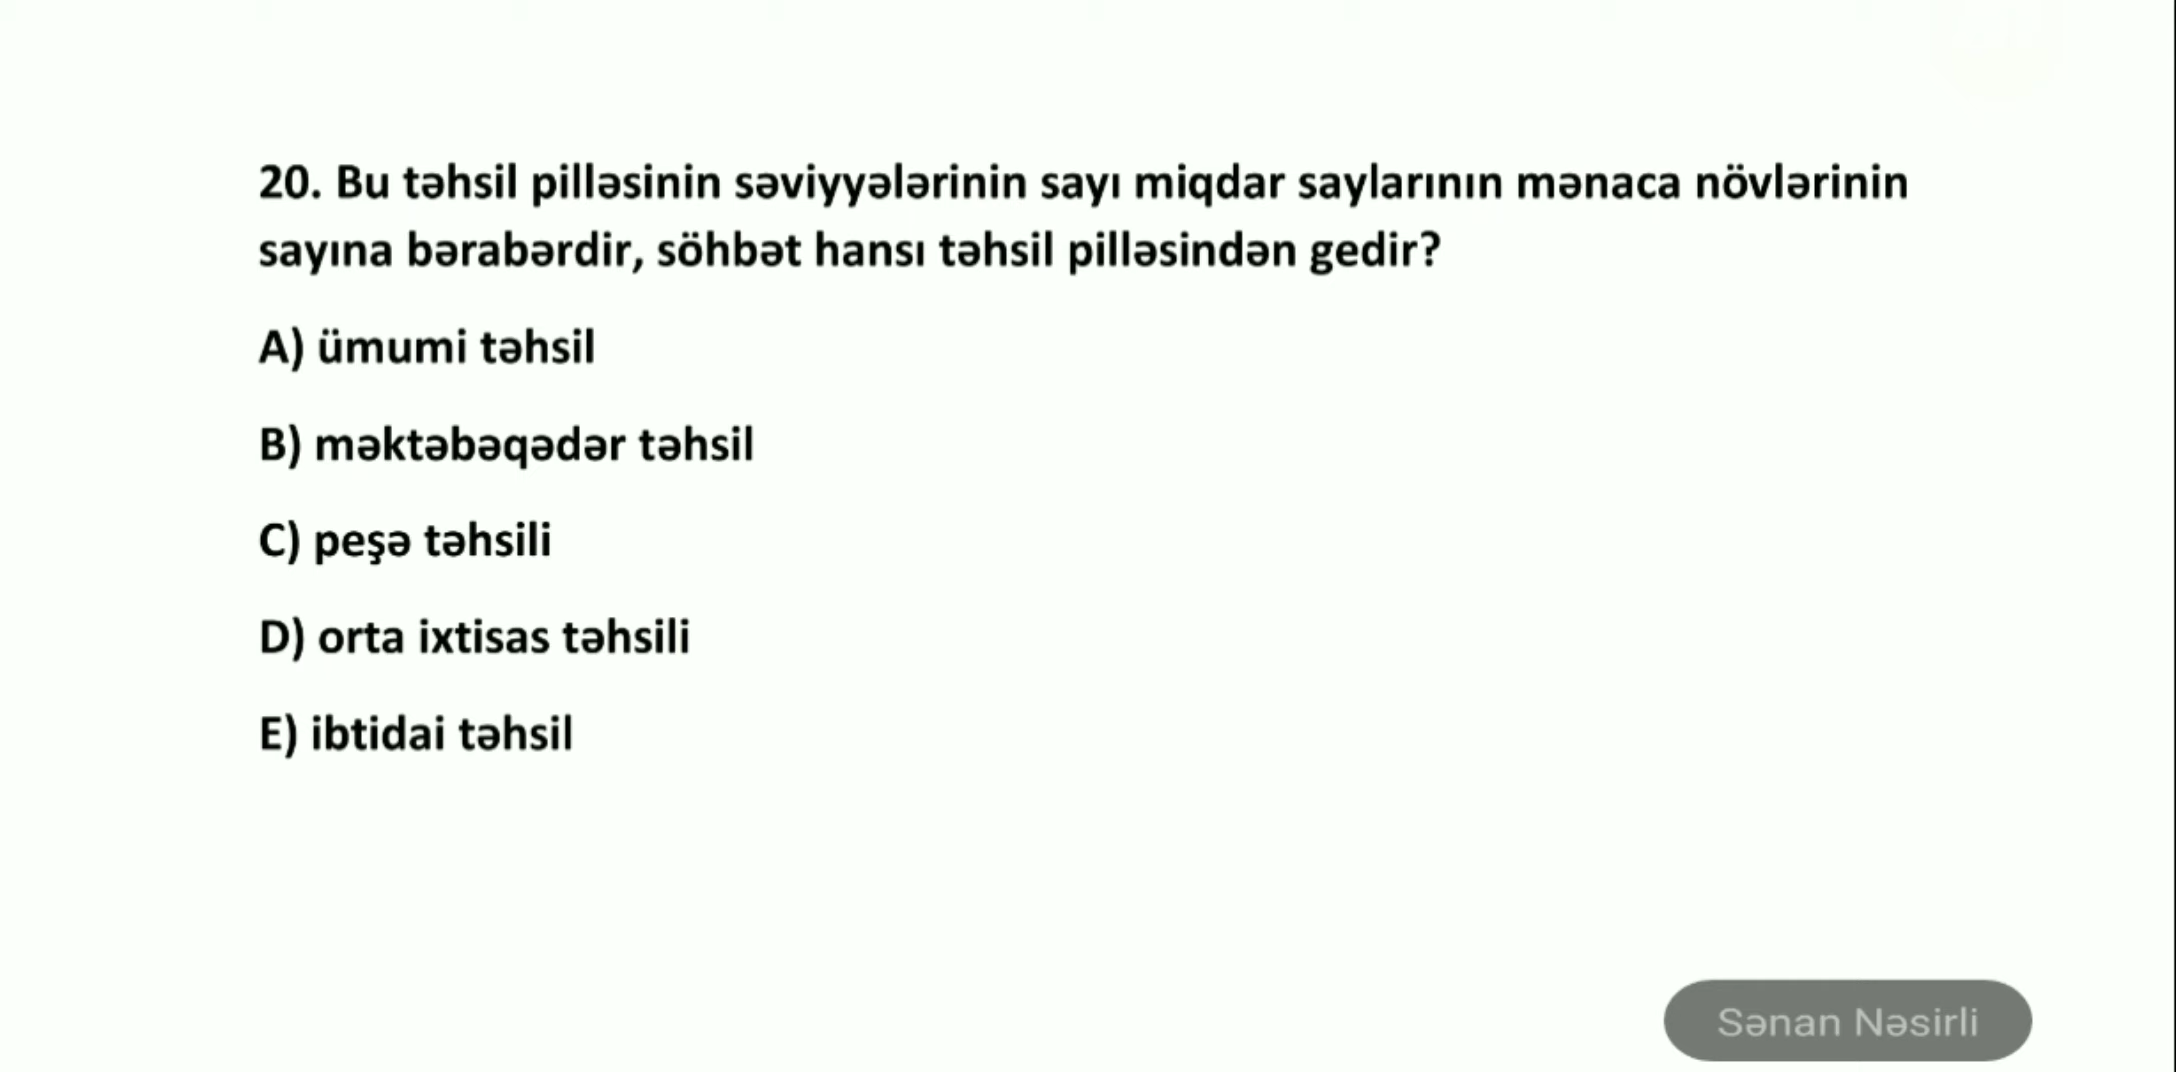 20. Bu təhsil pilləsinin səviyyələrinin sayı miqdar saylarının mənaca növlərinin
sayına bərabərdir, söhbət hansı təhsil pilləsindən gedir?
A) ümumi təhsil
B) məktəbəqədər təhsil
C) peşə təhsili
D) orta ixtisas təhsili
E) ibtidai təhsil
Sənan Nəsirli